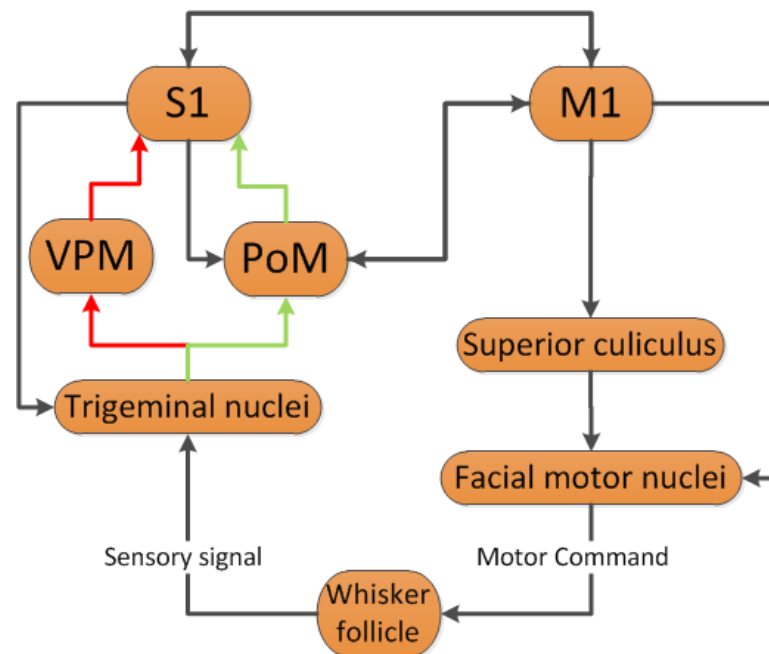 S1
M1
VPM
PoM
Superior culiculus
Trigeminal nuclei
Facial motor nuclei
Sensory signal
Motor Command
Whisker
follicle